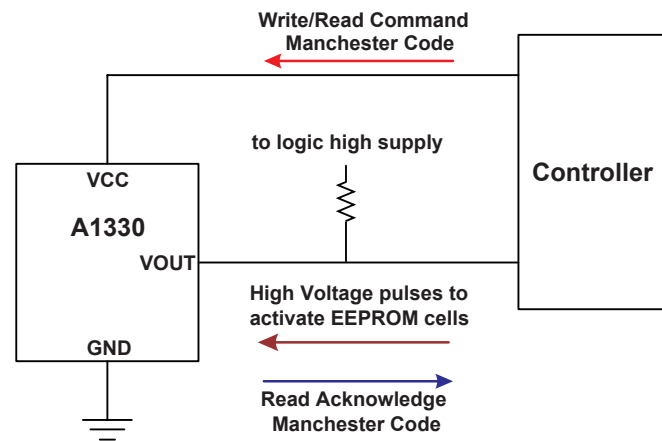 Write/Read Command
Manchester Code
to logic high supply
Controller
VCC
A1330
VOUT
High Voltage pulses to
activate EEPROM cells
GND
Read Acknowledge
Manchester Code